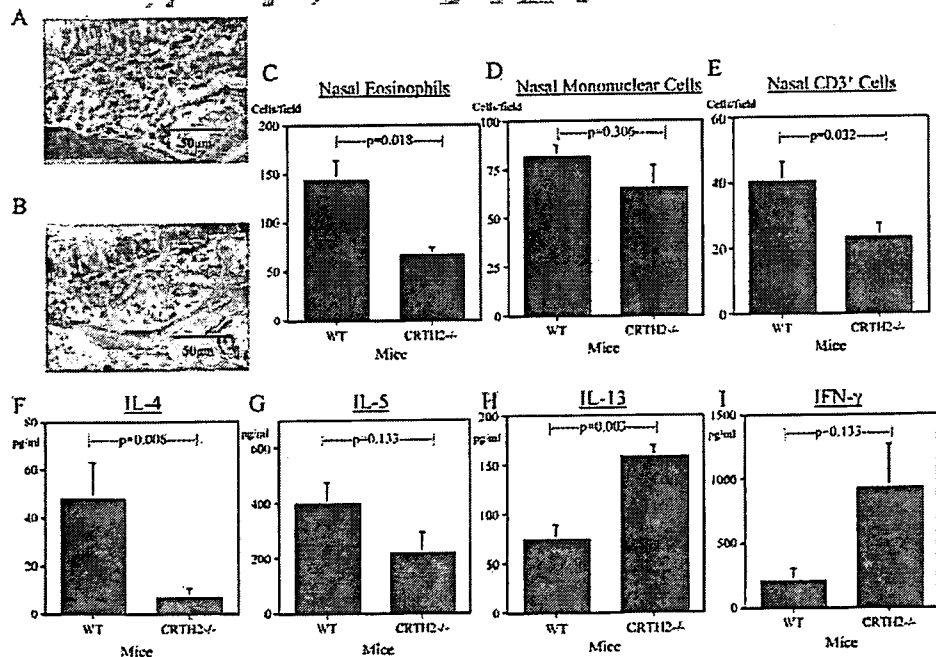 A
50μm
B
50μm
C
Nasal Eosinophils
Cells/field
200
150
100
50
0
p=0.018
WT
CRTH2-/-
Mice
D
Nasal Mononuclear Cells
Cells/field
100
75
50
25
0
p=0.306
WT
CRTH2-/-
Mice
E
Nasal CD3+ Cells
Cells/field
60
40
20
0
p=0.032
WT
CRTH2-/-
Mice
F
IL-4
pg/ml
80
60
40
20
0
WT
CRTH2-/-
Mice
G
IL-5
pg/ml
600
400
200
0
p=0.133
WT
CRTH2-/-
Mice
H
IL-13
pg/ml
200
150
100
50
0
WT
CRTH2-/-
Mice
I
IFN-γ
pg/ml
1500
1000
500
0
p=0.133
WT
CRTH2-/-
Mice